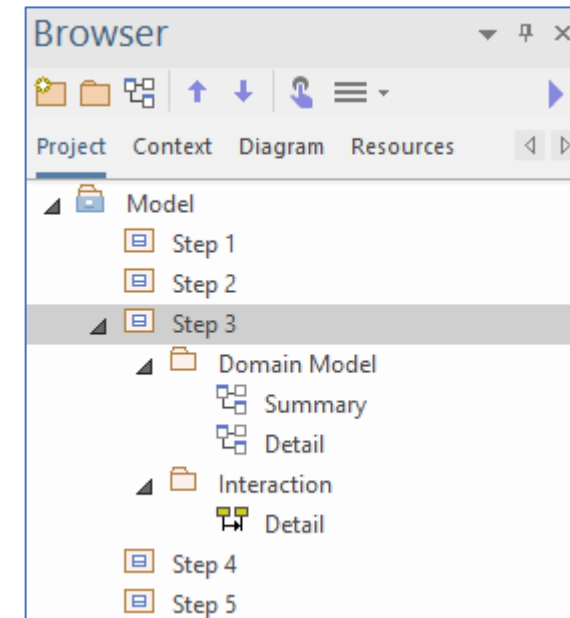 Browser
Project Context Diagram Resources
Model
Step 1
Step 2
Step 3
Domain Model
Summary
Detail
Interaction
Detail
Step 4
Step 5